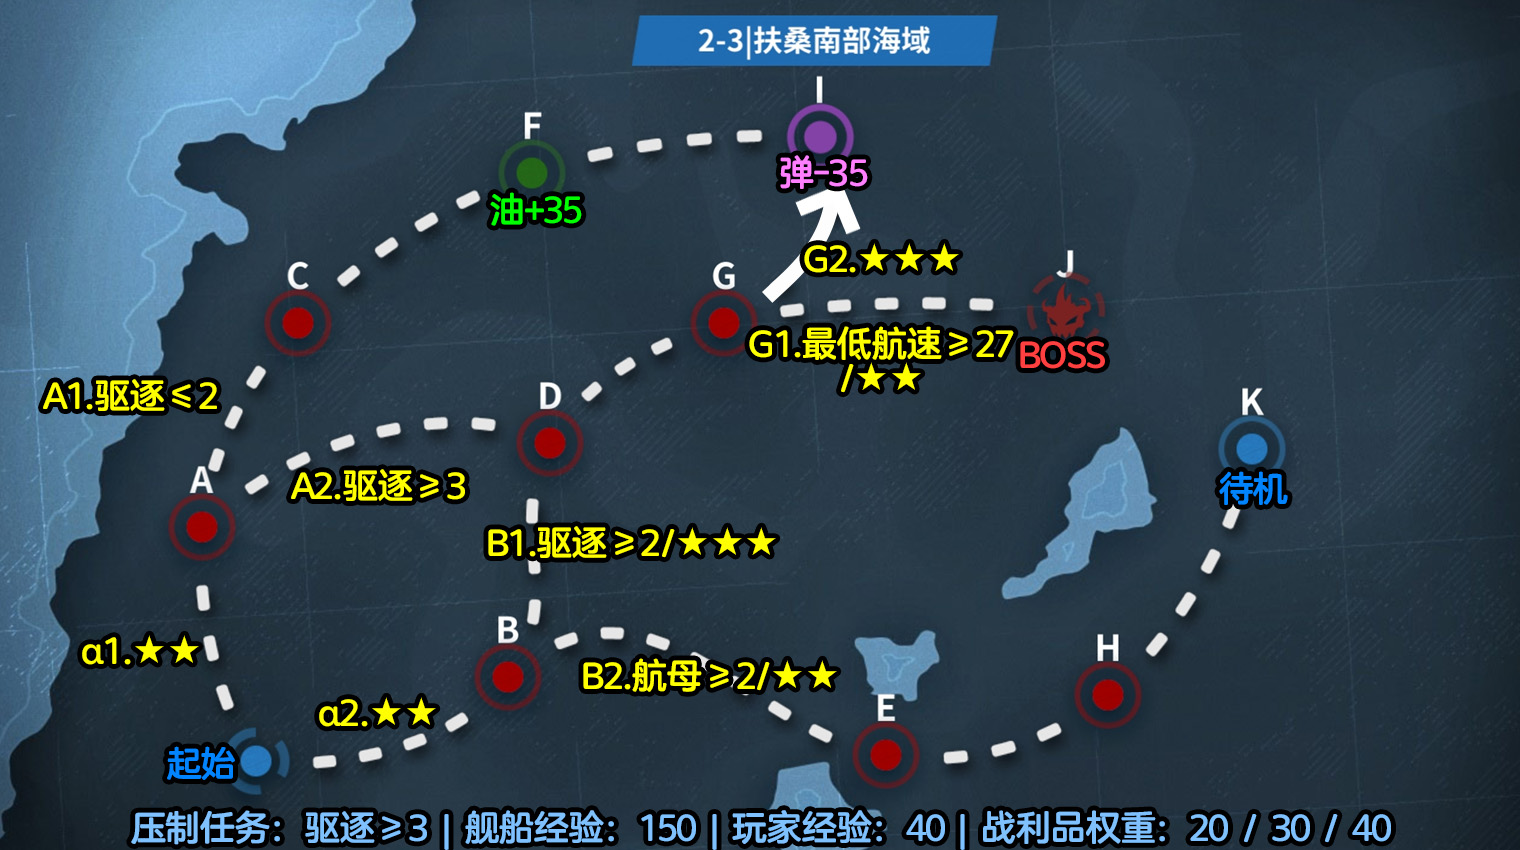 2-3|扶桑南部海域
I
F
弹-35
油+35
G2.★★★
J
C
G
G1.最低航速≥27
/★★
BOSS
A1.驱逐≤2
D
K
A
A2.驱逐≥3
待机
B1.驱逐≥2/★★★
B
α1.★★
H
B2.航母≥2/★★
E
α2.★★
起始
压制任务：驱逐≥3 | 舰船经验：150 | 玩家经验：40 | 战利品权重：20 / 30 / 40